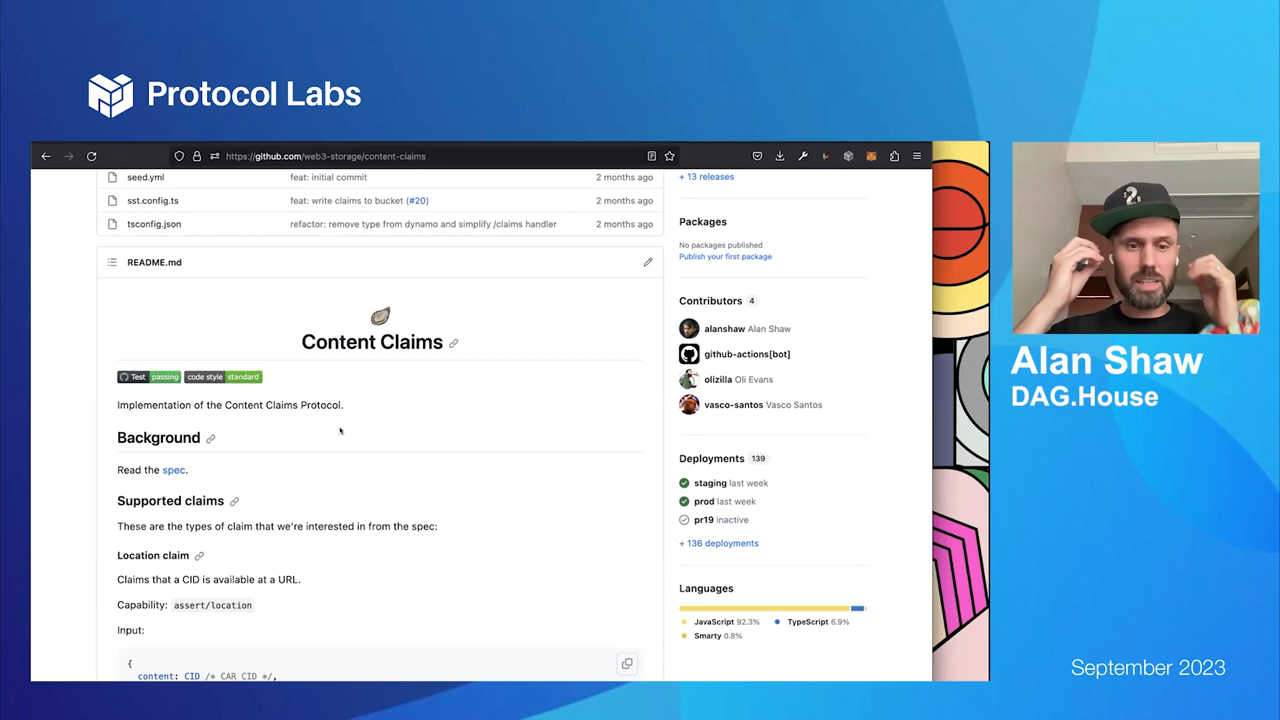 Protocol Labs
https://github.com/web3-storage/content-claims
seed.yml feat: initial commit 2 months ago
sst.config.ts feat: write claims to bucket (#20) 2 months ago
tsconfig.json refactor: remove type from dynamo and simplify /claims handler 2 months ago
README.md
Content Claims
Test passing code style standard
Implementation of the Content Claims Protocol.
Background
Read the spec.
Supported claims
These are the types of claim that we're interested in from the spec:
Location claim
Claims that a CID is available at a URL.
Capability: assert/location
Input:
{
content: CID /* CAR CID */,
+ 13 releases
Packages
No packages published
Publish your first package
Contributors 4
alanshaw Alan Shaw
github-actions[bot]
olizilla Oli Evans
vasco-santos Vasco Santos
Deployments 139
staging last week
prod last week
pr19 inactive
+ 136 deployments
Languages
JavaScript 92.3% TypeScript 6.9%
Smarty 0.8%
Alan Shaw
DAG.House
September 2023